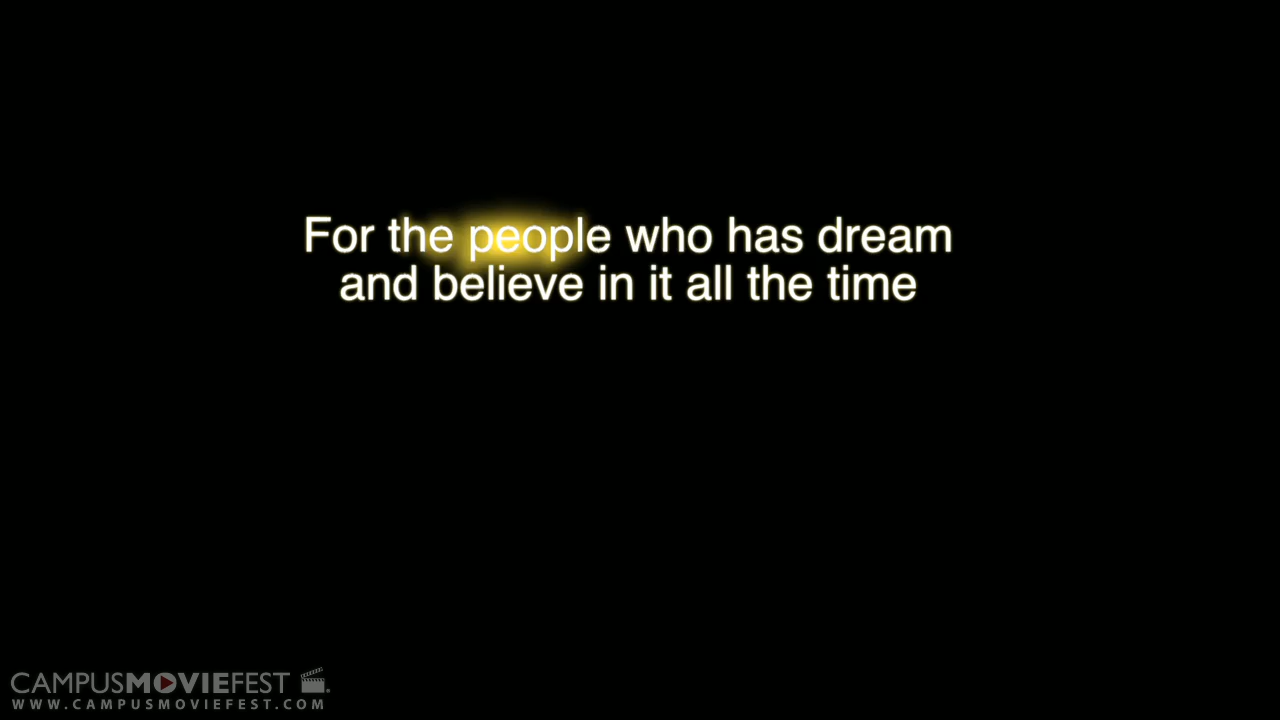 For the people who has dream
and believe in it all the time
CAMPUSMOVIEFEST
WWW.CAMPUSMOVIEFEST.COM